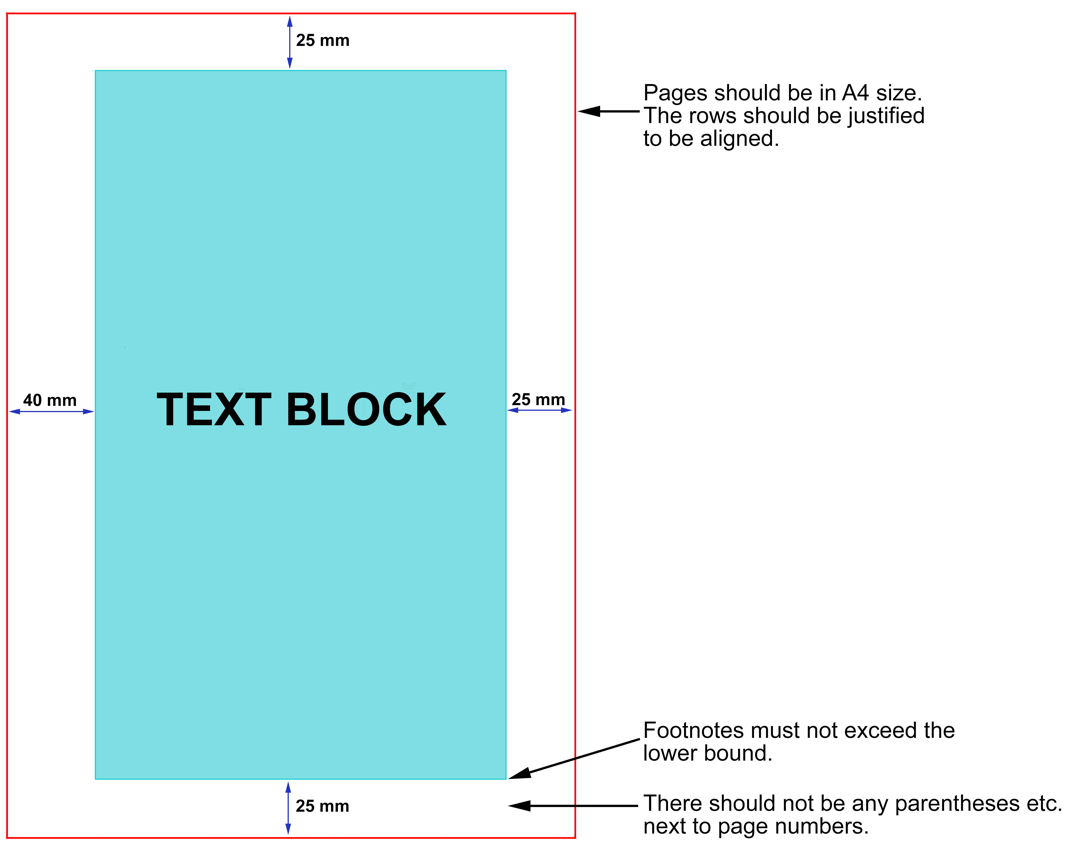 25 mm
Pages should be in A4 size.
The rows should be justified
to be aligned.
40 mm
TEXT BLOCK
25 mm
Footnotes must not exceed the
lower bound.
25 mm
There should not be any parentheses etc.
next to page numbers.